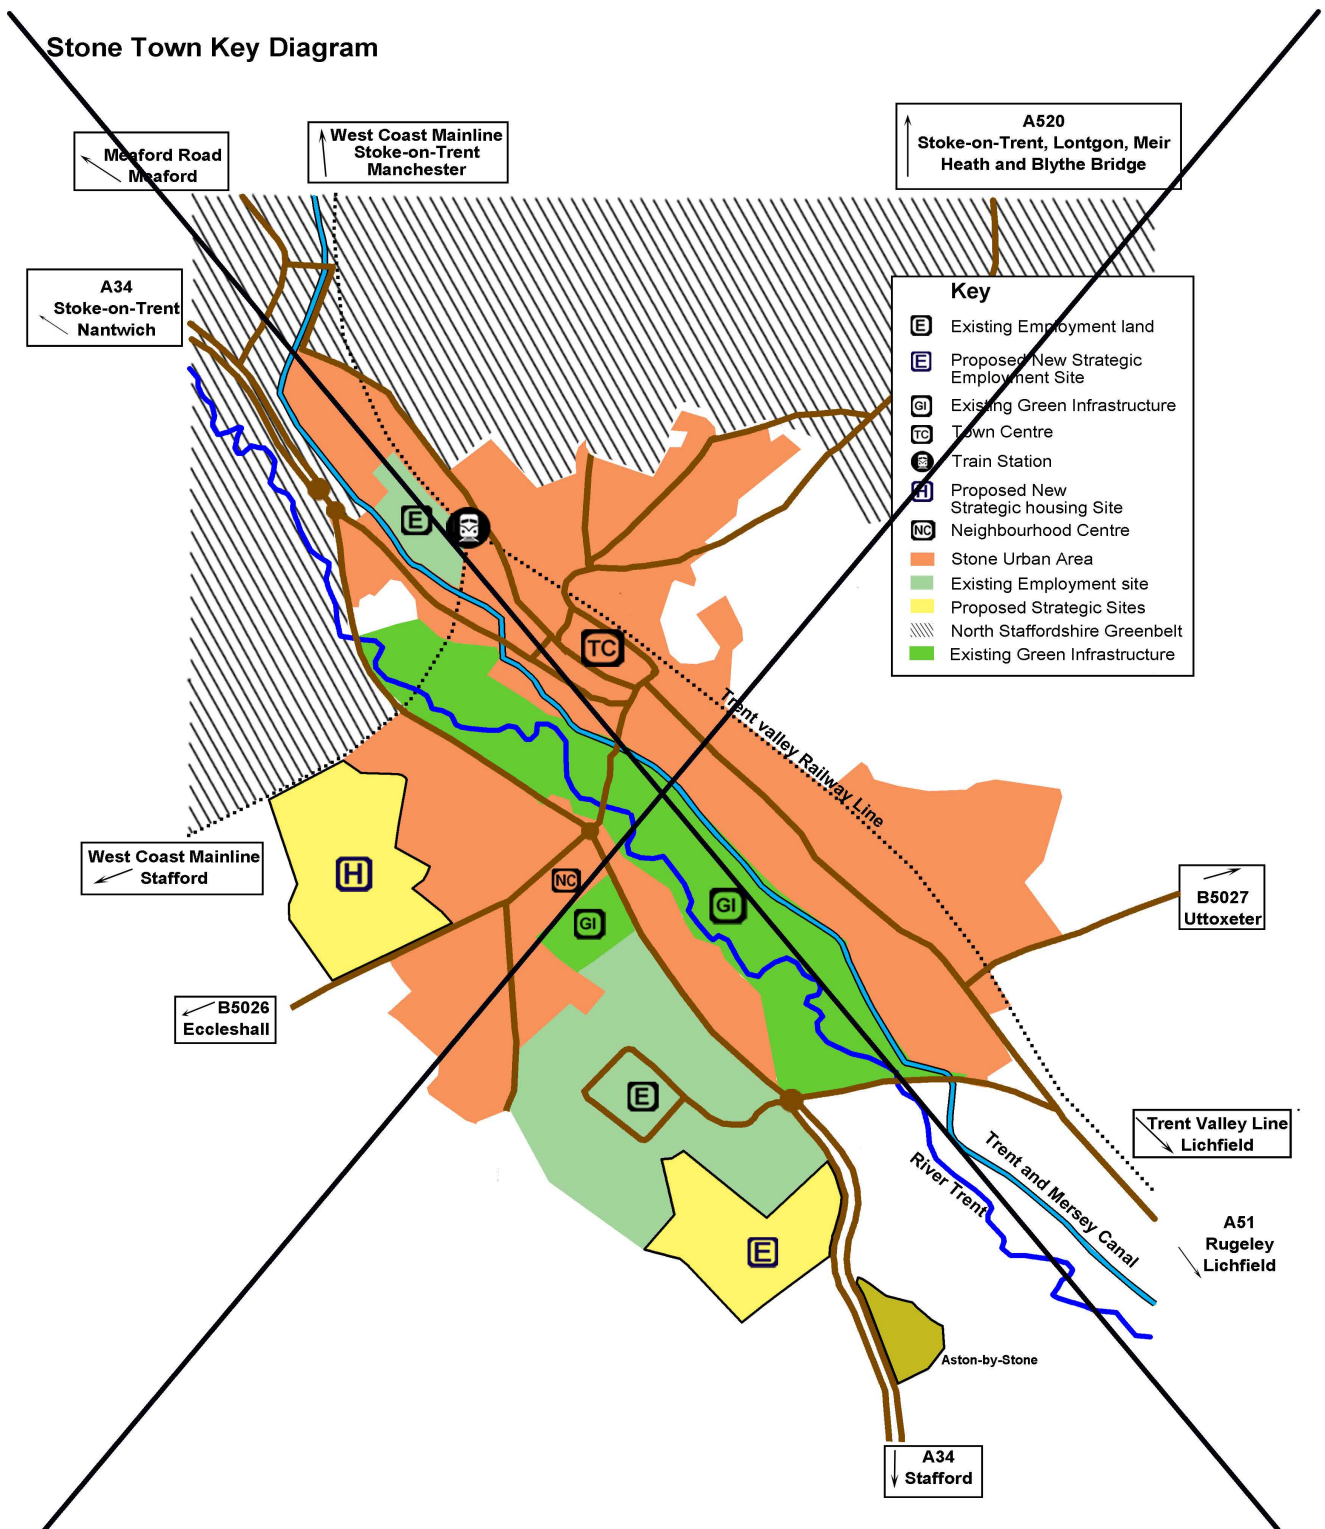 Stone Town Key Diagram
Meaford Road
Meaford
West Coast Mainline
Stoke-on-Trent
Manchester
A520
Stoke-on-Trent, Lontgon, Meir
Heath and Blythe Bridge
A34
Stoke-on-Trent
Nantwich
Key
E
Existing Employment land
E
Proposed New Strategic
Employment Site
GI
Existing Green Infrastructure
TC
Town Centre
Train Station
H
Proposed New
Strategic housing Site
NC
Neighbourhood Centre
Stone Urban Area
Existing Employment site
Proposed Strategic Sites
North Staffordshire Greenbelt
Existing Green Infrastructure
E
TC
Trent valley Railway Line
West Coast Mainline
Stafford
H
NC
GI
GI
B5027
Uttoxeter
B5026
Eccleshall
E
Trent Valley Line
Lichfield
River Trent
Trent and Mersey Canal
A51
Rugeley
Lichfield
E
Aston-by-Stone
A34
Stafford